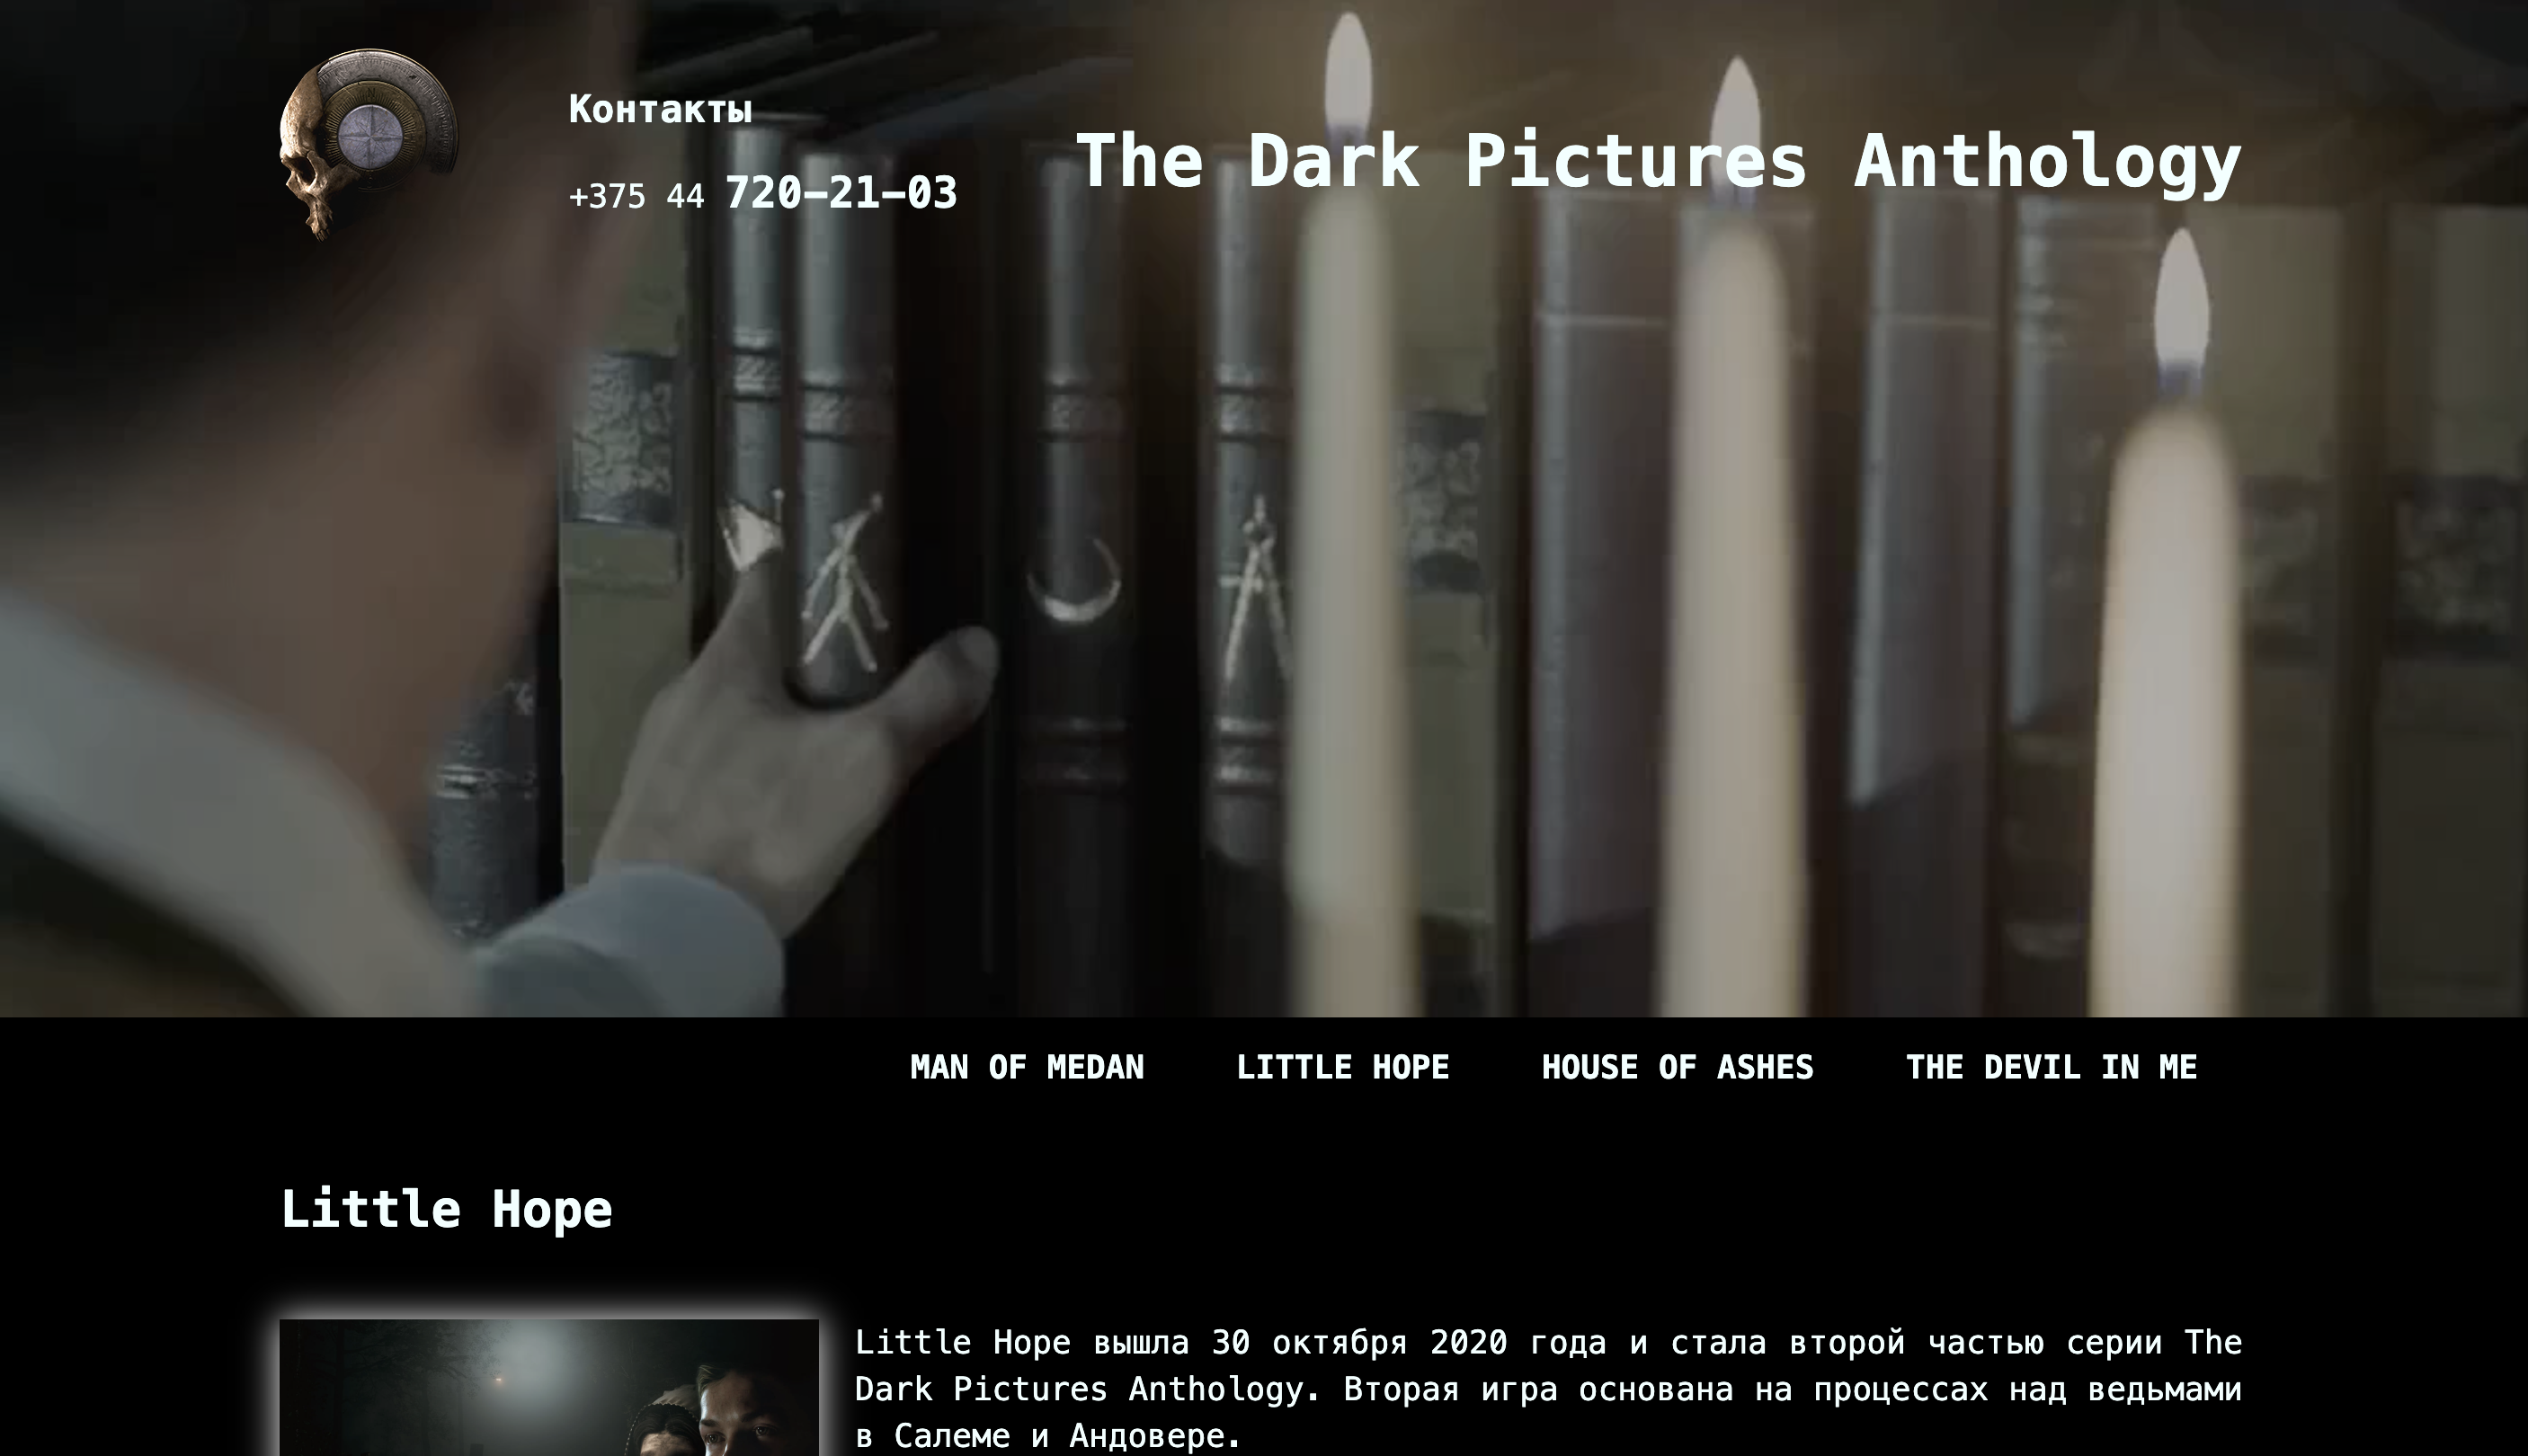 Контакты
+375 44 720–21–03
The Dark Pictures Anthology
MAN OF MEDAN
LITTLE HOPE
HOUSE OF ASHES
THE DEVIL IN ME
Little Hope
Little Hope вышла 30 октября 2020 года и стала второй частью серии The
Dark Pictures Anthology. Вторая игра основана на процессах над ведьмами
в Салеме и Андовере.